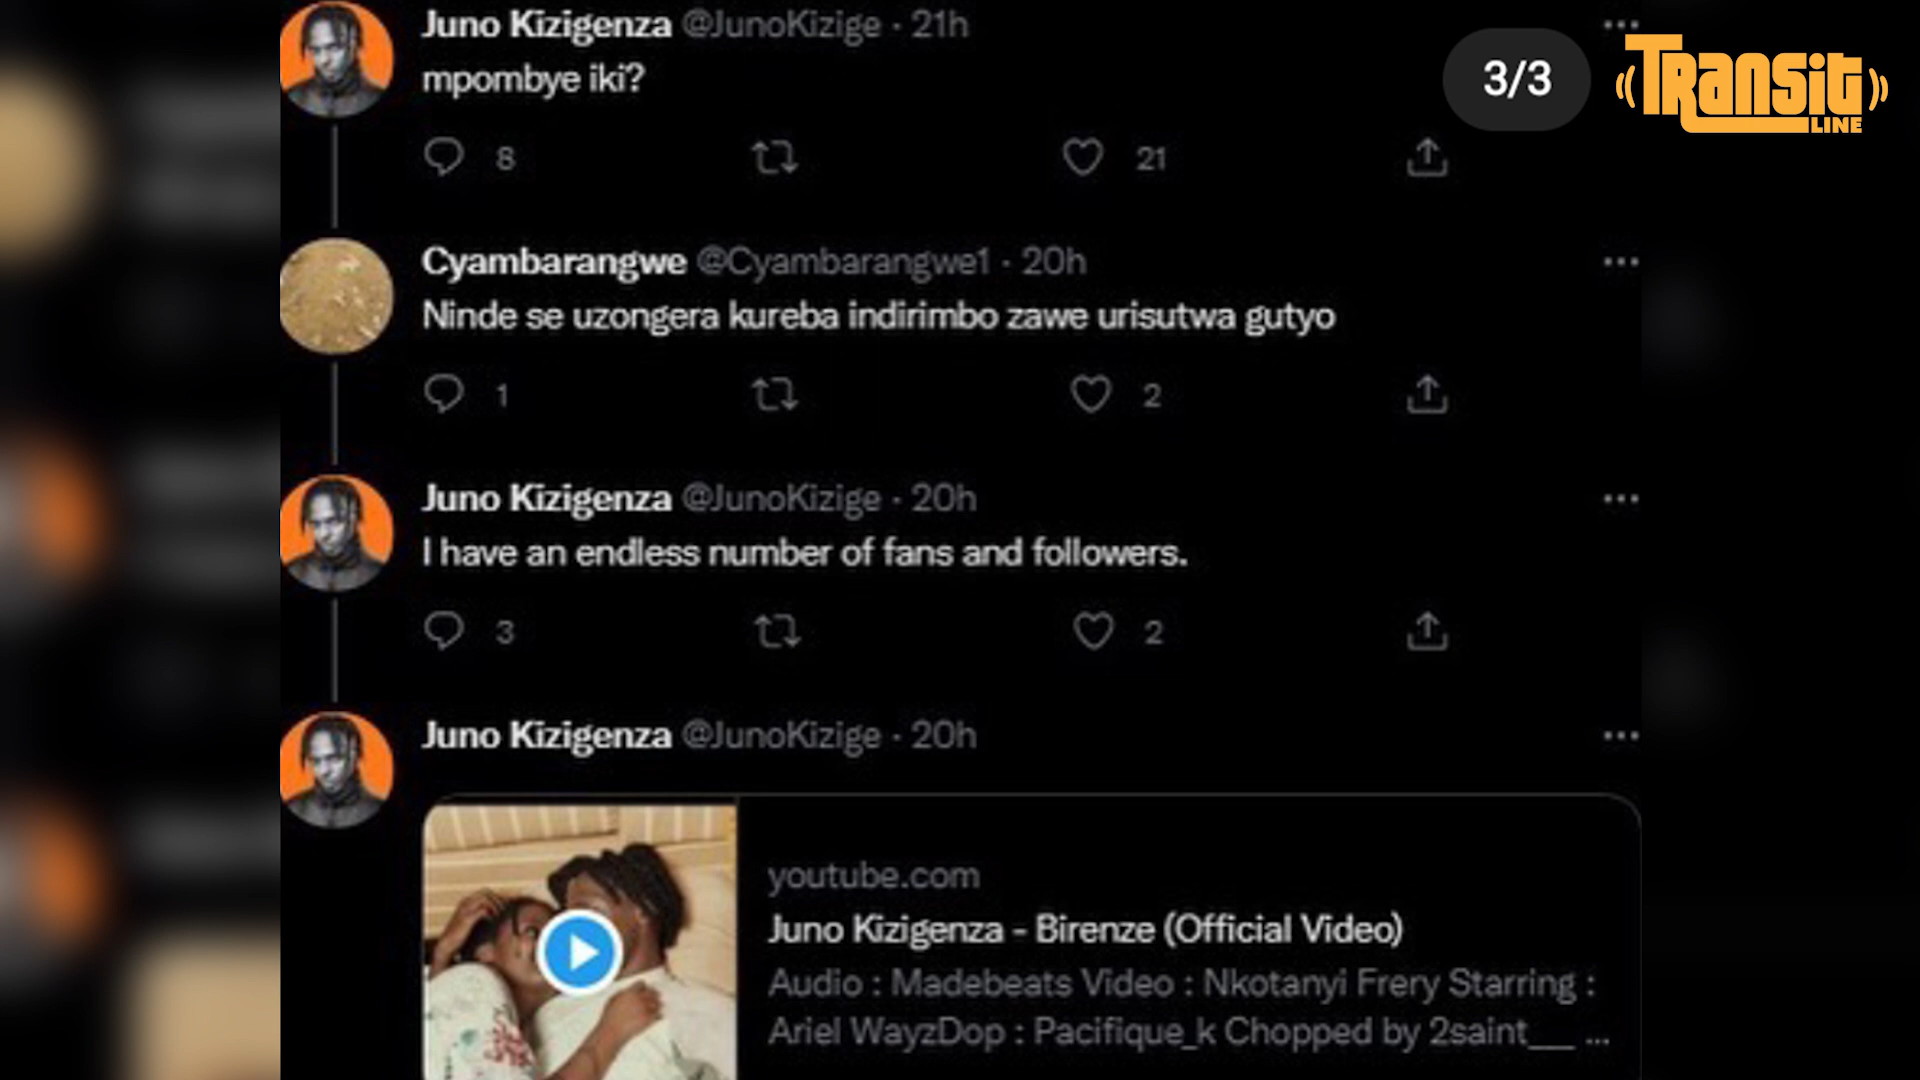 Juno Kizigenza @JunoKizige · 21h
mpombye iki?
8 21
3/3
TRANSIT
LINE
Cyambarangwe @Cyambarangwe1 · 20h
Ninde se uzongera kureba indirimbo zawe urisutwa gutyo
1 2
Juno Kizigenza @JunoKizige · 20h
I have an endless number of fans and followers.
3 2
Juno Kizigenza @JunoKizige · 20h
youtube.com
Juno Kizigenza - Birenze (Official Video)
Audio : Madebeats Video : Nkotanyi Frery Starring :
Ariel WayzDop : Pacifique_k Chopped by 2saint___ ...